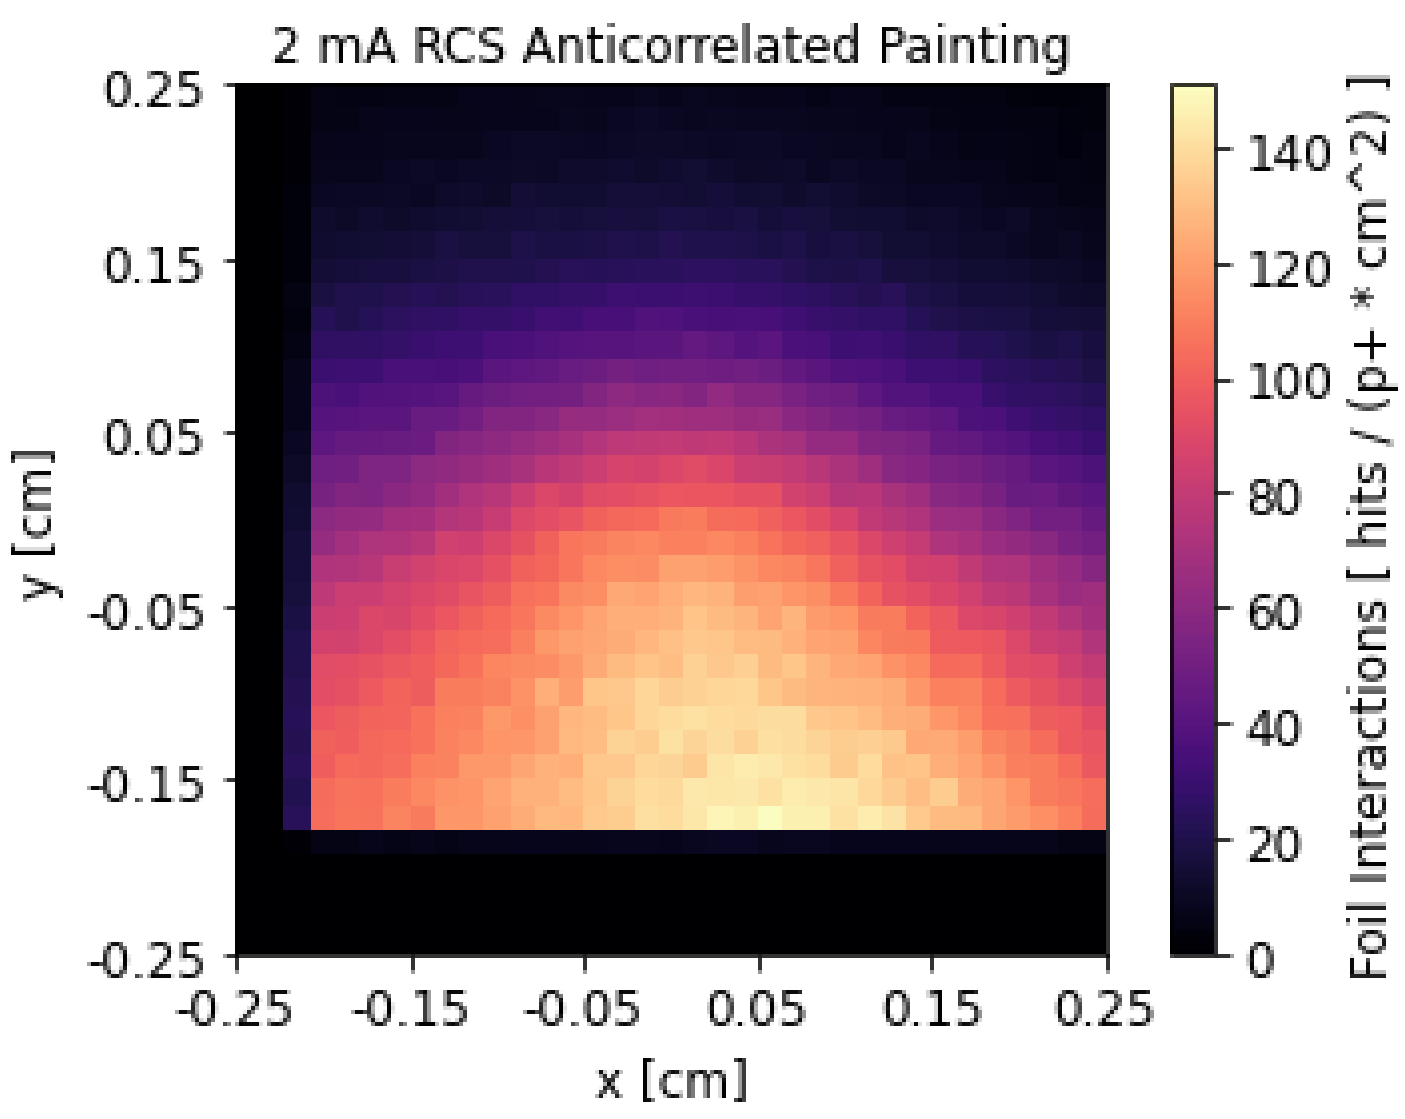 2 mA RCS Anticorrelated Painting
0.25
0.15
0.05
-0.05
-0.15
-0.25
y [cm]
-0.25 -0.15 -0.05 0.05 0.15 0.25
x [cm]
140
120
100
80
60
40
20
0
Foil Interactions [ hits / (p+ * cm^2) ]